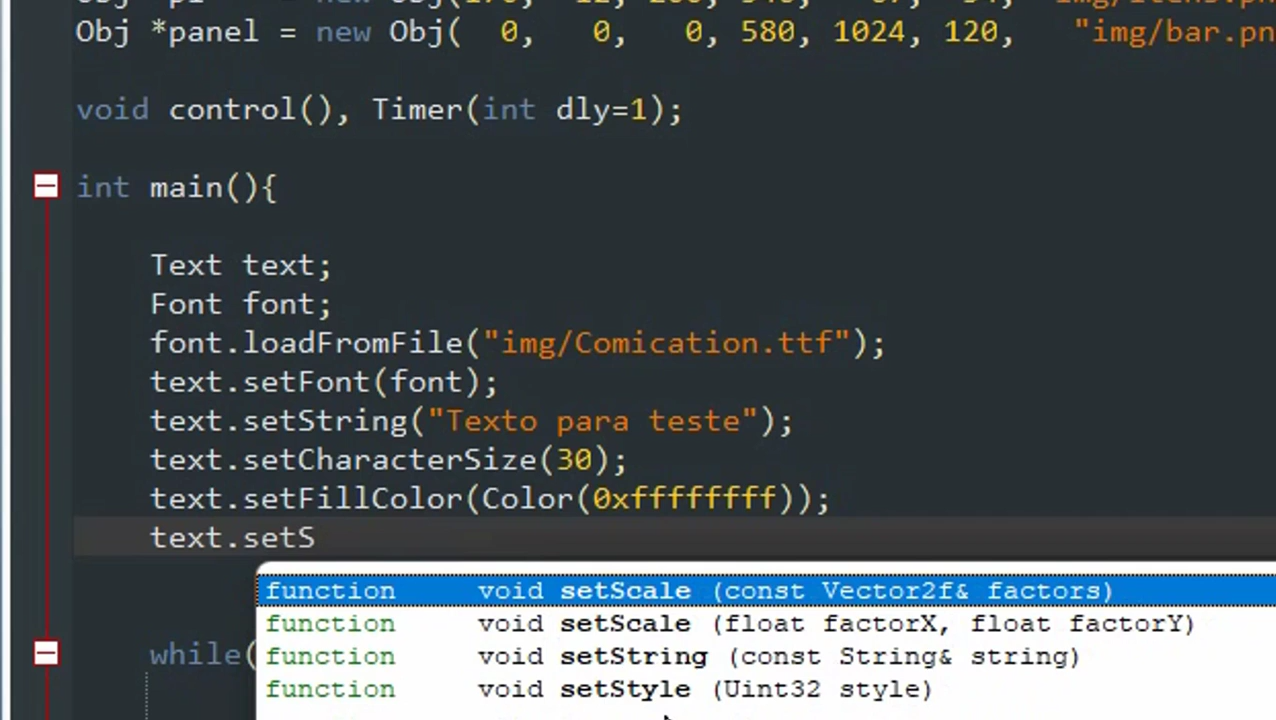 Obj *panel = new Obj( 0, 0, 0, 580, 1024, 120, "img/bar.pn
void control(), Timer(int dly=1);
int main(){
Text text;
Font font;
font.loadFromFile("img/Comication.ttf");
text.setFont(font);
text.setString("Texto para teste");
text.setCharacterSize(30);
text.setFillColor(Color(0xffffffff));
text.setS
function void setScale (const Vector2f& factors)
function void setScale (float factorX, float factorY)
while( function void setString (const String& string)
function void setStyle (Uint32 style)